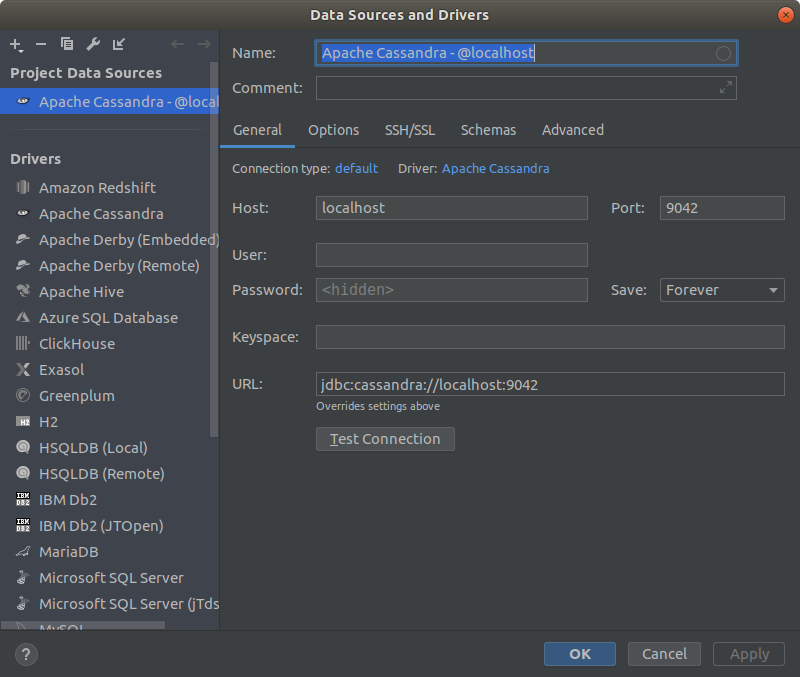 Data Sources and Drivers
Project Data Sources
Apache Cassandra - @local
Drivers
Amazon Redshift
Apache Cassandra
Apache Derby (Embedded)
Apache Derby (Remote)
Apache Hive
Azure SQL Database
ClickHouse
Exasol
Greenplum
H2
HSQLDB (Local)
HSQLDB (Remote)
IBM Db2
IBM Db2 (JTOpen)
MariaDB
Microsoft SQL Server
Microsoft SQL Server (jTds
MySQL
Name: Apache Cassandra - @localhost
Comment:
General Options SSH/SSL Schemas Advanced
Connection type: default Driver: Apache Cassandra
Host: localhost Port: 9042
User:
Password: <hidden> Save: Forever
Keyspace:
URL: jdbc:cassandra://localhost:9042
Overrides settings above
Test Connection
? OK Cancel Apply